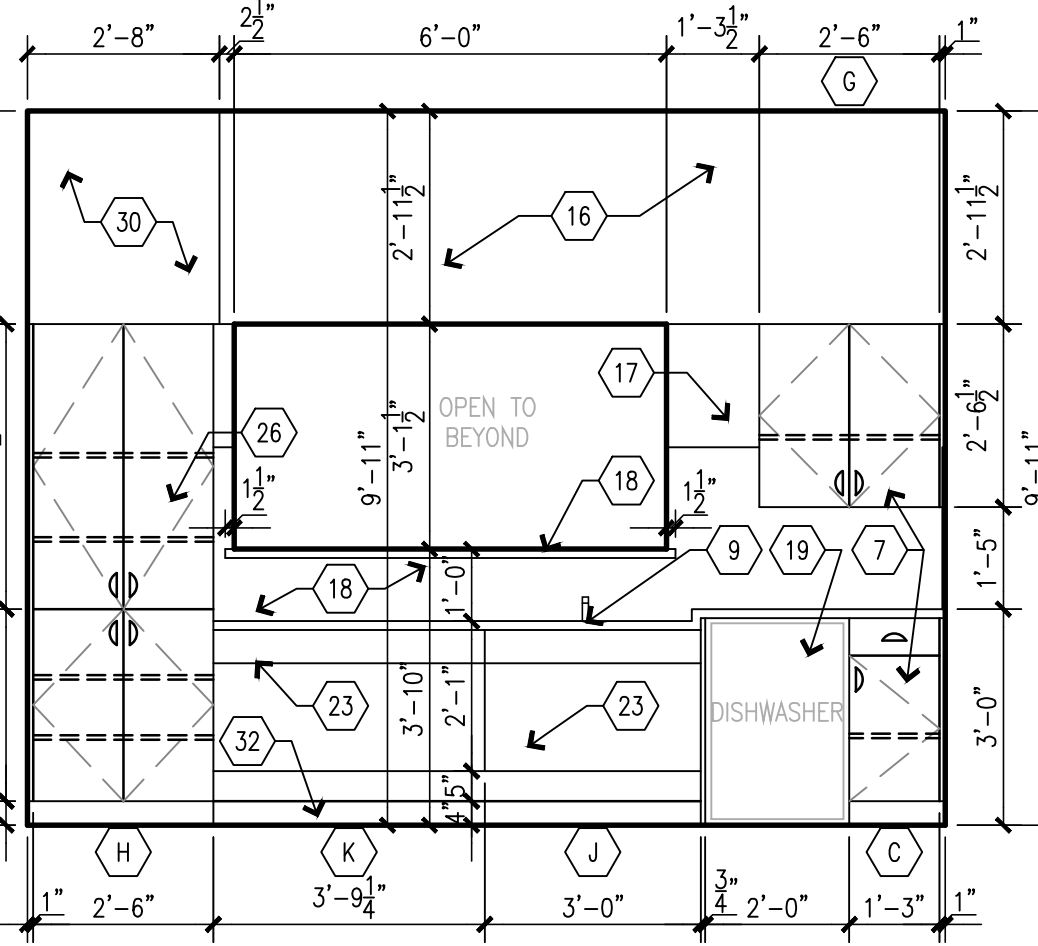 2'-8" 2 1/2" 6'-0" 1'-3 1/2" 2'-6" 1"
G
30 16
2'-11 1/2" 2'-11 1/2"
17
OPEN TO
BEYOND
26 3'-1 1/2" 2'-6 1/2"
9'-11" 9'-11"
18
1 1/2" 1 1/2"
9 19 7
18 1'-0" 1'-5"
23 3'-10" 2'-1" 23 DISHWASHER 3'-0"
32
5"
4"
H K J C
1" 2'-6" 3'-9 1/4" 3'-0" 3/4" 2'-0" 1'-3" 1"